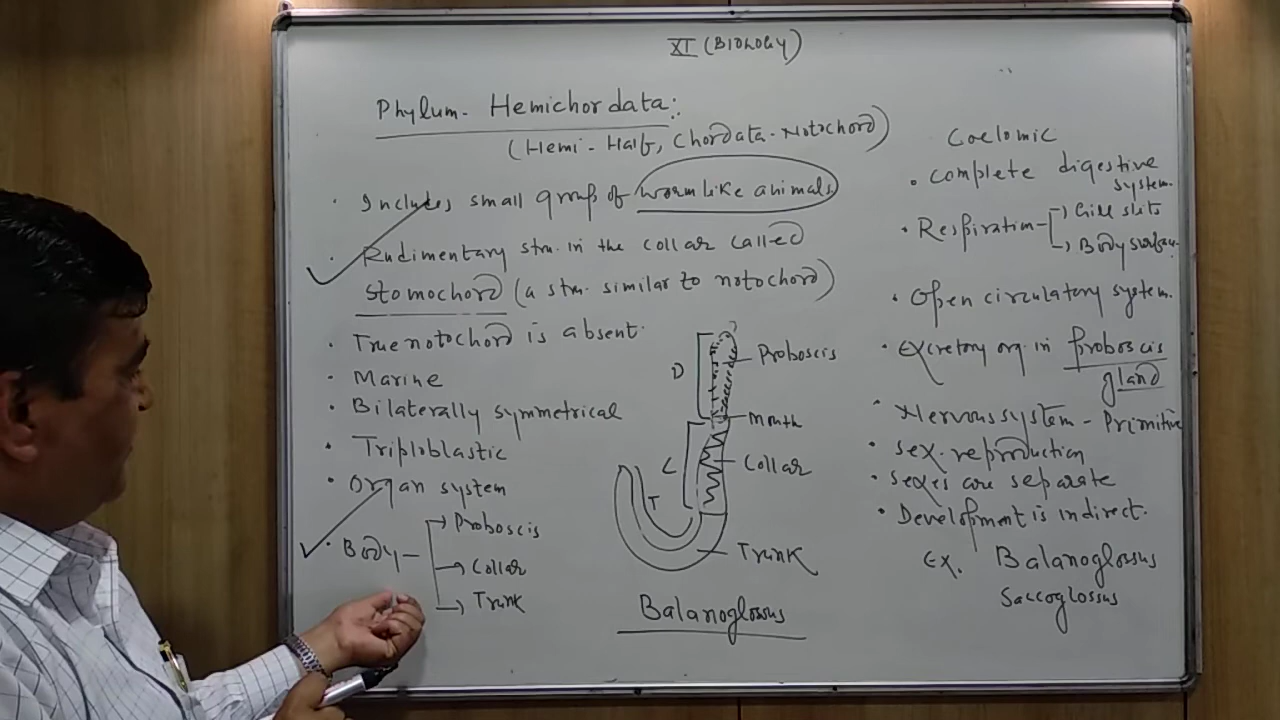 XI (BIOLOGY)
Phylum - Hemichordata:
(Hemi - Half, Chordata - Notochord)
• Includes small group of worm like animals
• Rudimentary stru. in the collar called
stomochord (a stru. similar to notochord)
• True notochord is absent.
• Marine
• Bilaterally symmetrical
• Triploblastic
• Organ system
• Body -
→ Proboscis
→ Collar
→ Trunk
Proboscis
Mouth
Collar
Trunk
D
C
T
Balanoglossus
Coelomic
• Complete digestive
system.
• Respiration -
→ Gill slits
→ Body surface.
• Open circulatory system.
• Excretory org. in proboscis
gland
• Nervous system - Primitive
• Sex. reproduction
• Sexes are separate
• Development is indirect.
Ex. Balanoglossus
Saccoglossus